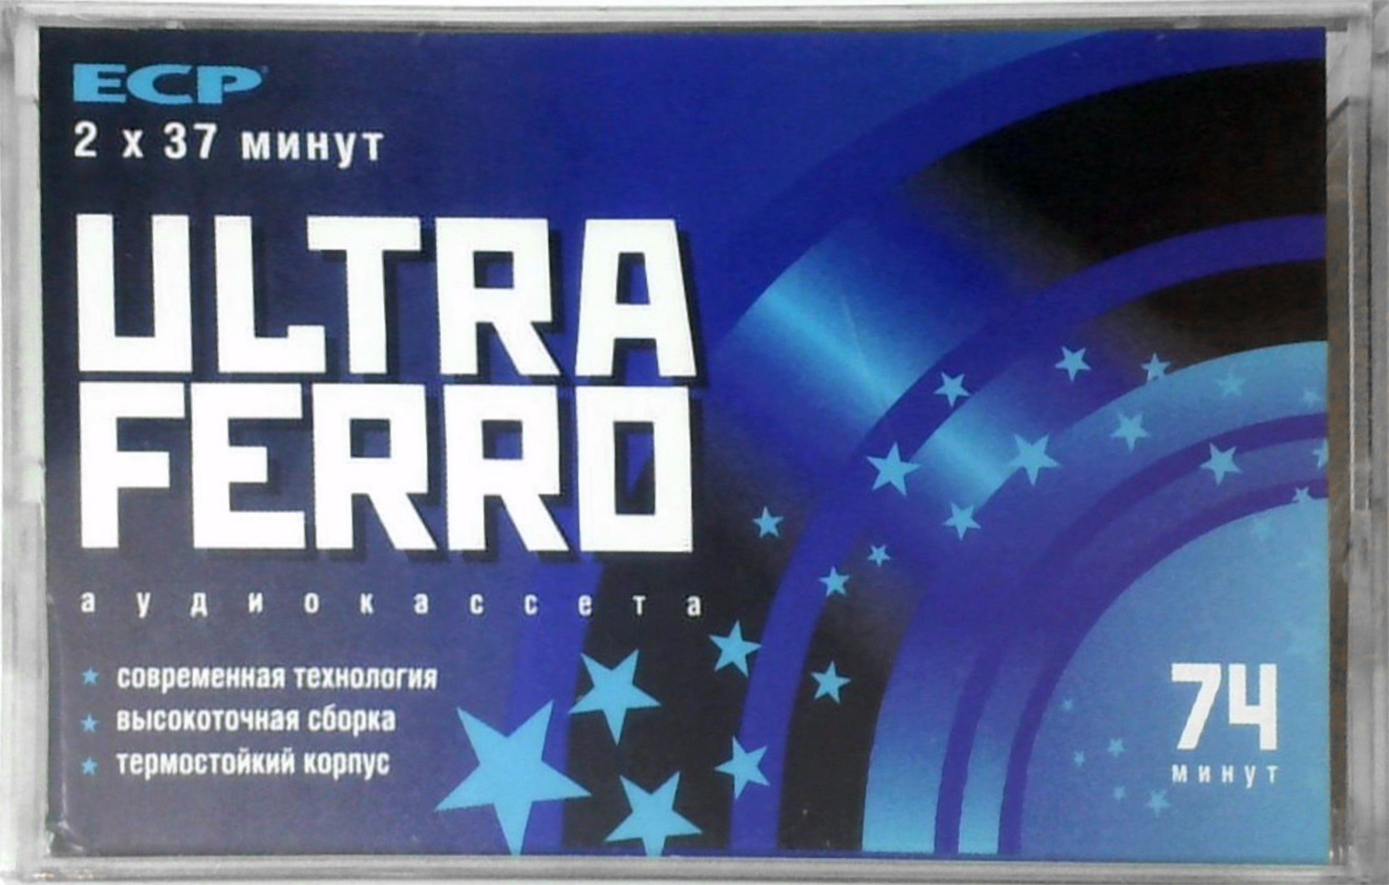 ECP
2 x 37 минут
ULTRA
FERRO
аудиокассета
современная технология
высокоточная сборка
термостойкий корпус
74
минут